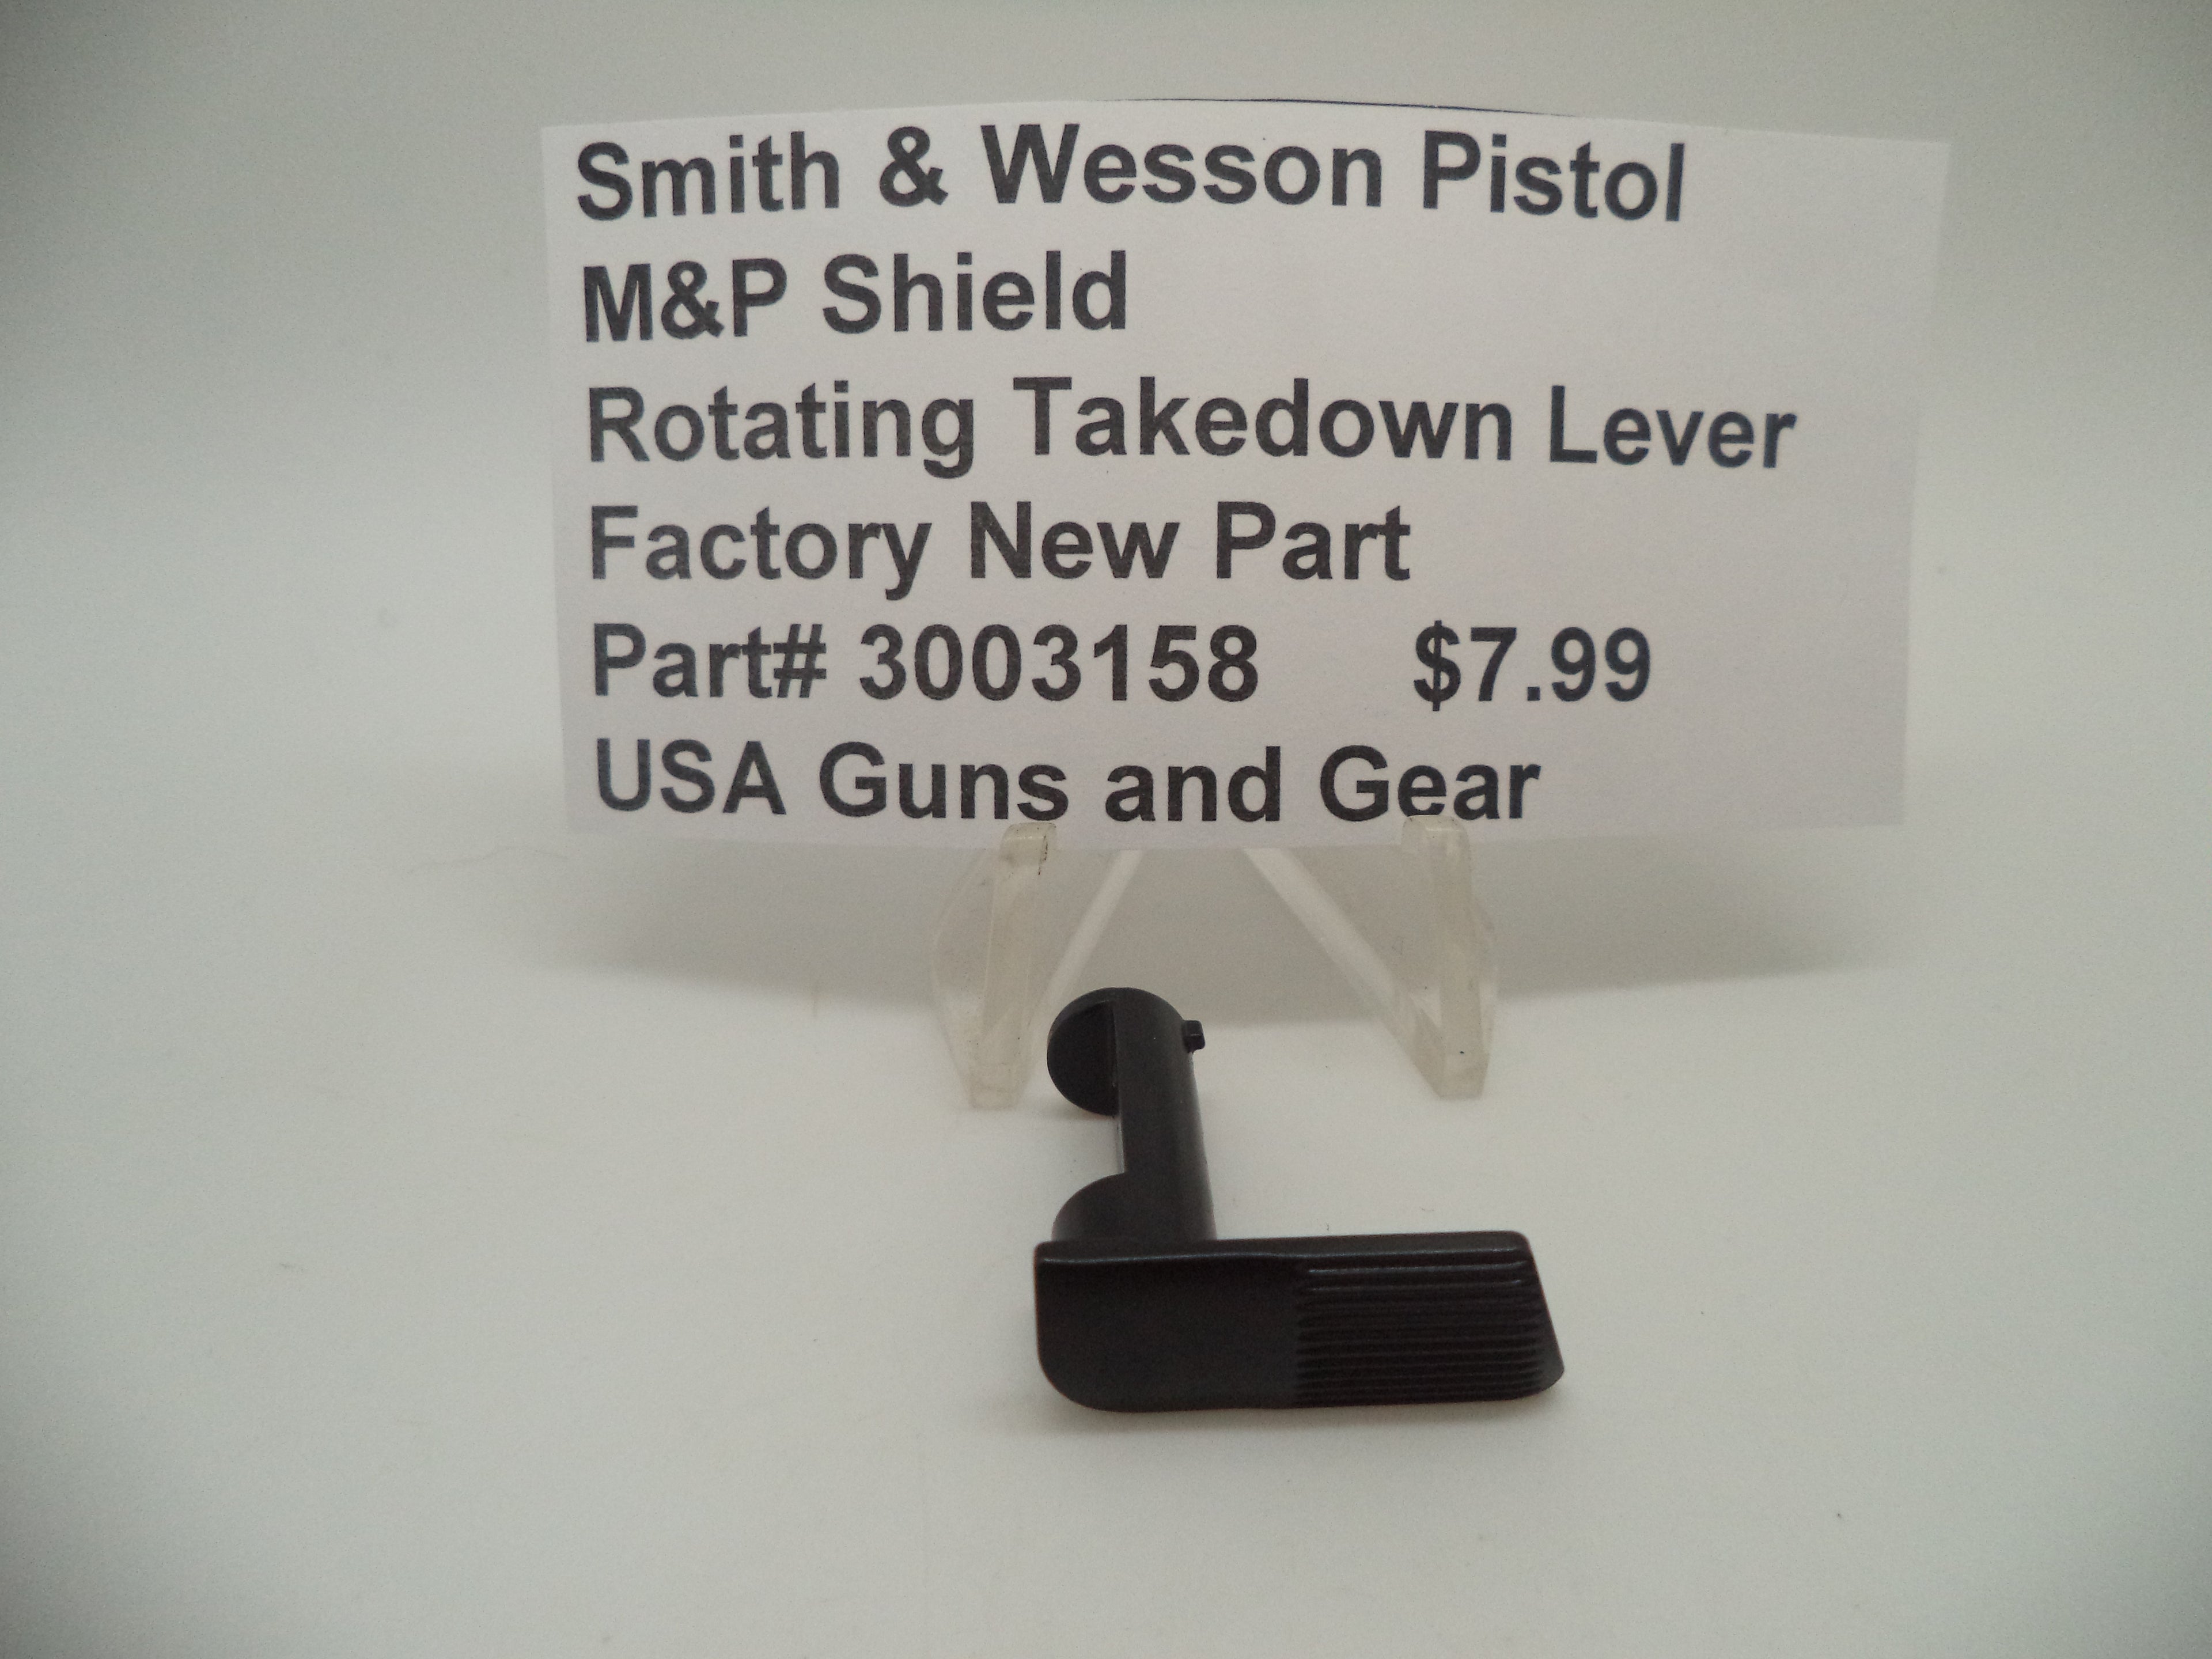 Smith & Wesson Pistol
M&P Shield
Rotating Takedown Lever
Factory New Part
Part# 3003158 $7.99
USA Guns and Gear